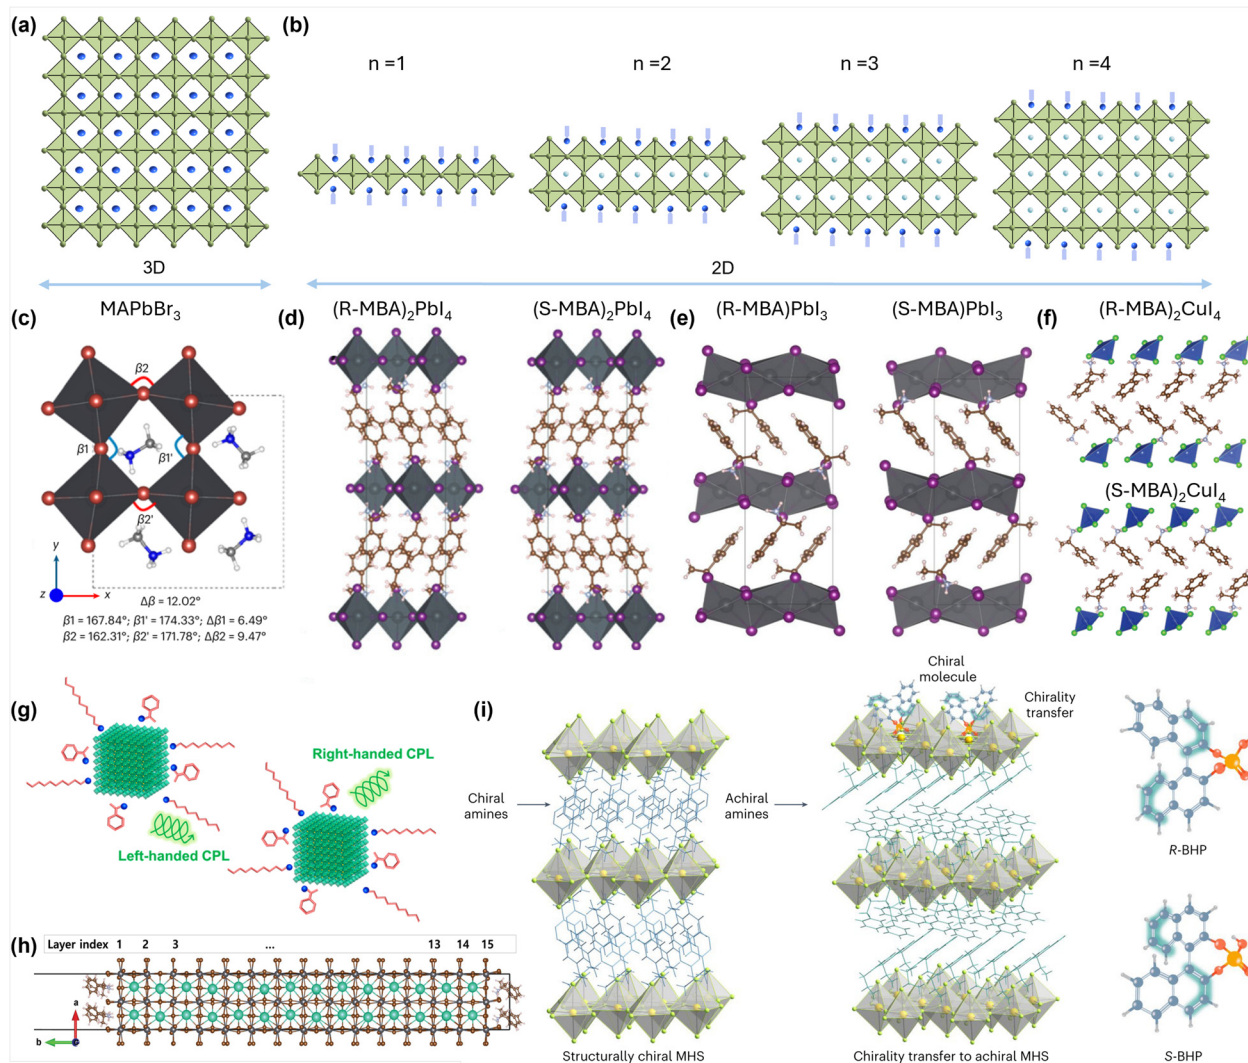 (a)
(b)
n =1
n =2
n =3
n =4
3D
2D
(c)
MAPbBr3
β2
β1
β1'
β2'
y
z
x
Δβ = 12.02°
β1 = 167.84°; β1' = 174.33°; Δβ1 = 6.49°
β2 = 162.31°; β2' = 171.78°; Δβ2 = 9.47°
(d)
(R-MBA)2PbI4
(S-MBA)2PbI4
(e)
(R-MBA)PbI3
(S-MBA)PbI3
(f)
(R-MBA)2CuI4
(S-MBA)2CuI4
(g)
Left-handed CPL
Right-handed CPL
(h)
Layer index 1 2 3 ... 13 14 15
a
b
(i)
Chiral
amines
Structurally chiral MHS
Achiral
amines
Chiral
molecule
Chirality
transfer
Chirality transfer to achiral MHS
R-BHP
S-BHP